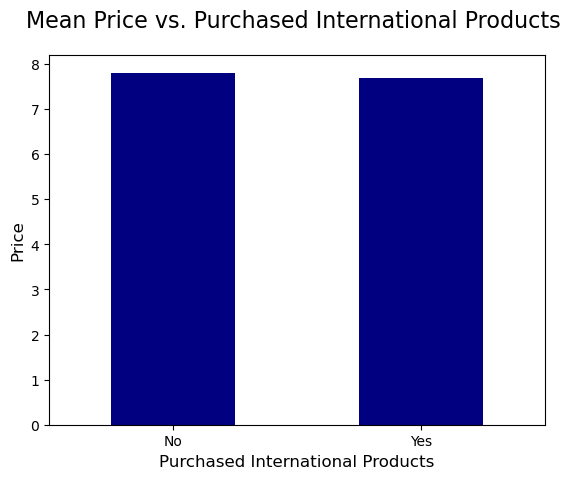 Mean Price vs. Purchased International Products
8
7
6
5
4
3
2
1
0
Price
No
Yes
Purchased International Products